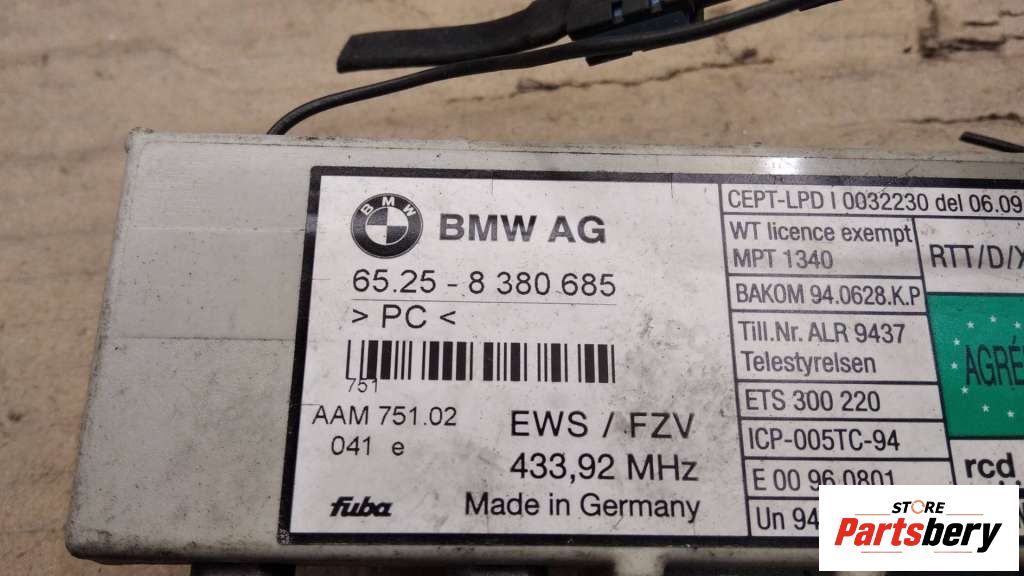 BMW
BMW AG
65.25 - 8 380 685
> PC <
751
AAM 751.02
041 e
EWS / FZV
433,92 MHz
fuba
Made in Germany
CEPT-LPD I 0032230 del 06.09
WT licence exempt
MPT 1340
BAKOM 94.0628.K.P
Till.Nr. ALR 9437
Telestyrelsen
ETS 300 220
ICP-005TC-94
E 00 96 0801
Un 94
RTT/D/X
AGRÉ
rcd
STORE
Partsbery